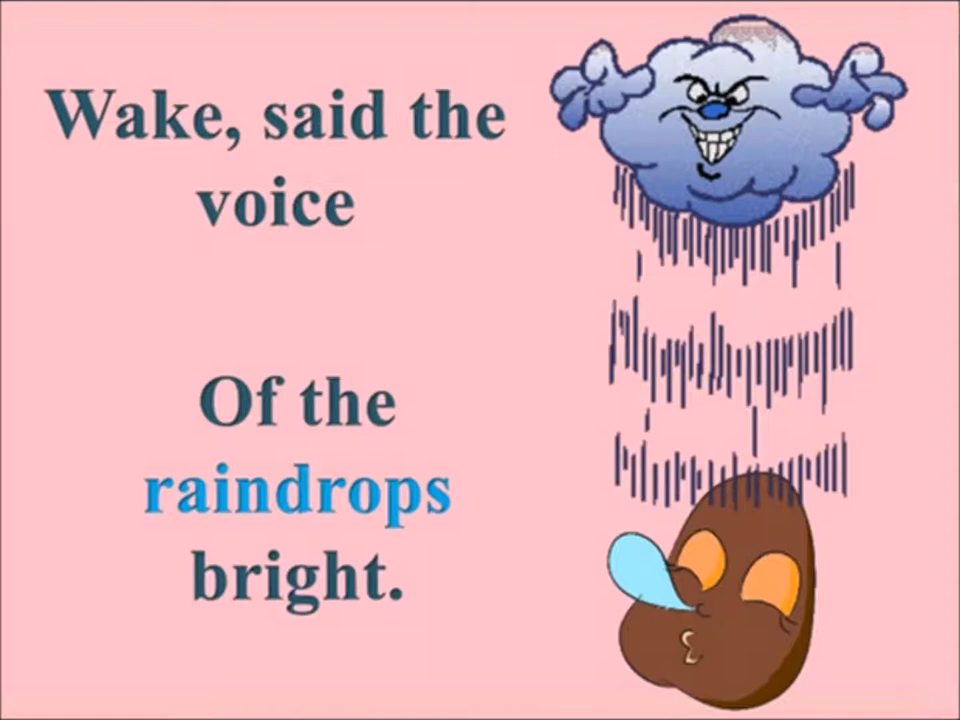 Wake, said the
voice
Of the
raindrops
bright.